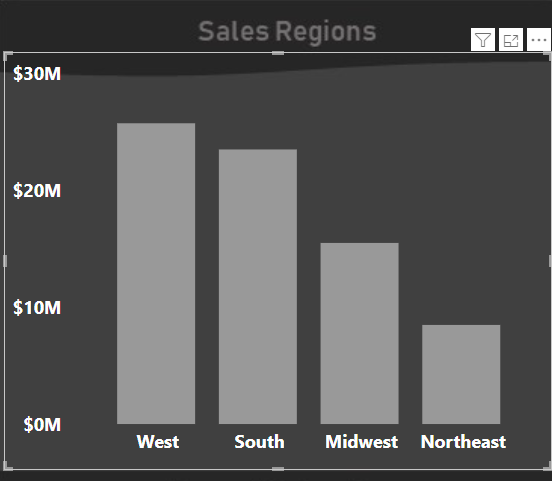 Sales Regions
$30M
$20M
$10M
$0M
West South Midwest Northeast